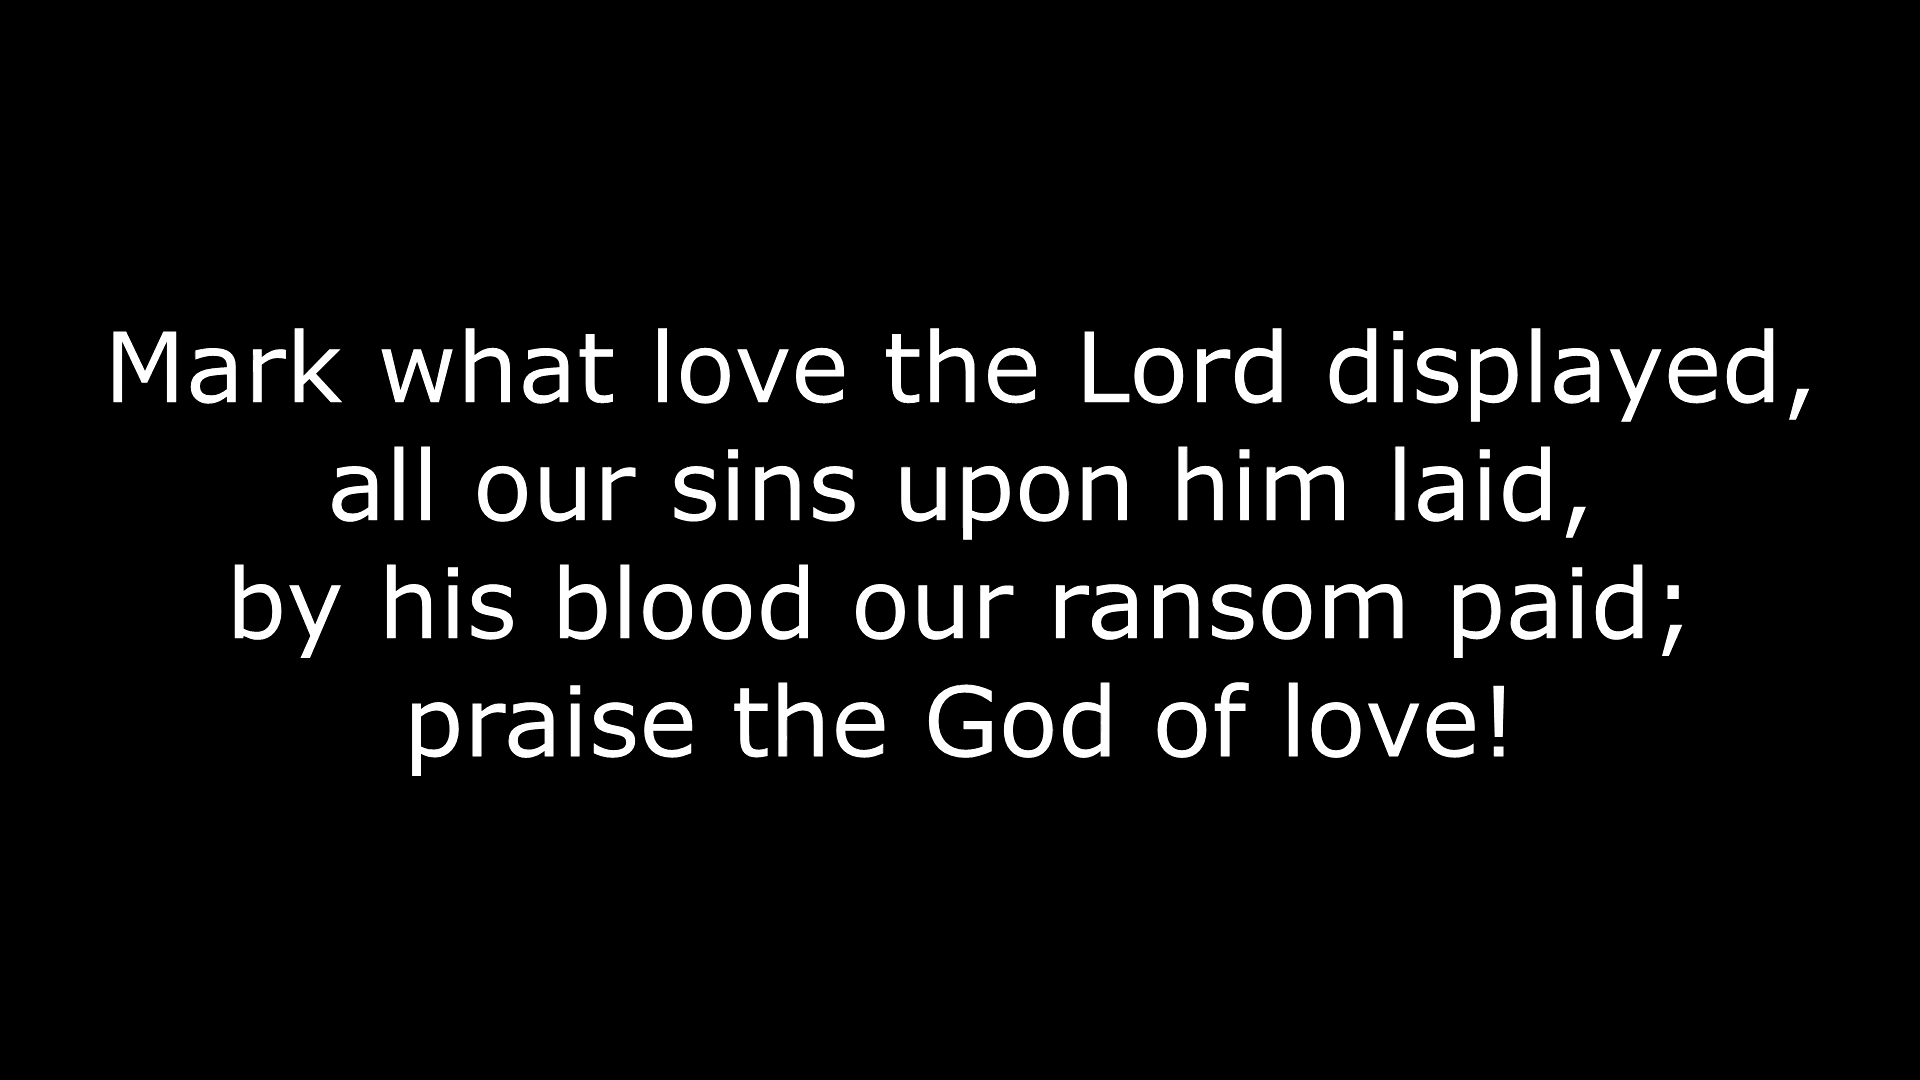 Mark what love the Lord displayed,
all our sins upon him laid,
by his blood our ransom paid;
praise the God of love!